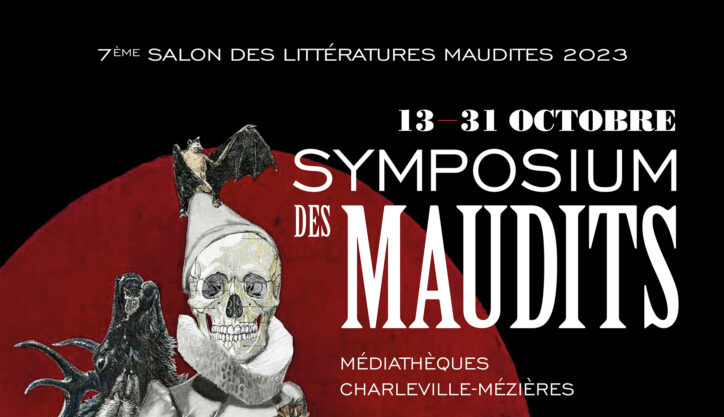 7ÈME SALON DES LITTÉRATURES MAUDITES 2023
13—31 OCTOBRE
SYMPOSIUM
DES MAUDITS
MÉDIATHÈQUES
CHARLEVILLE-MÉZIÈRES